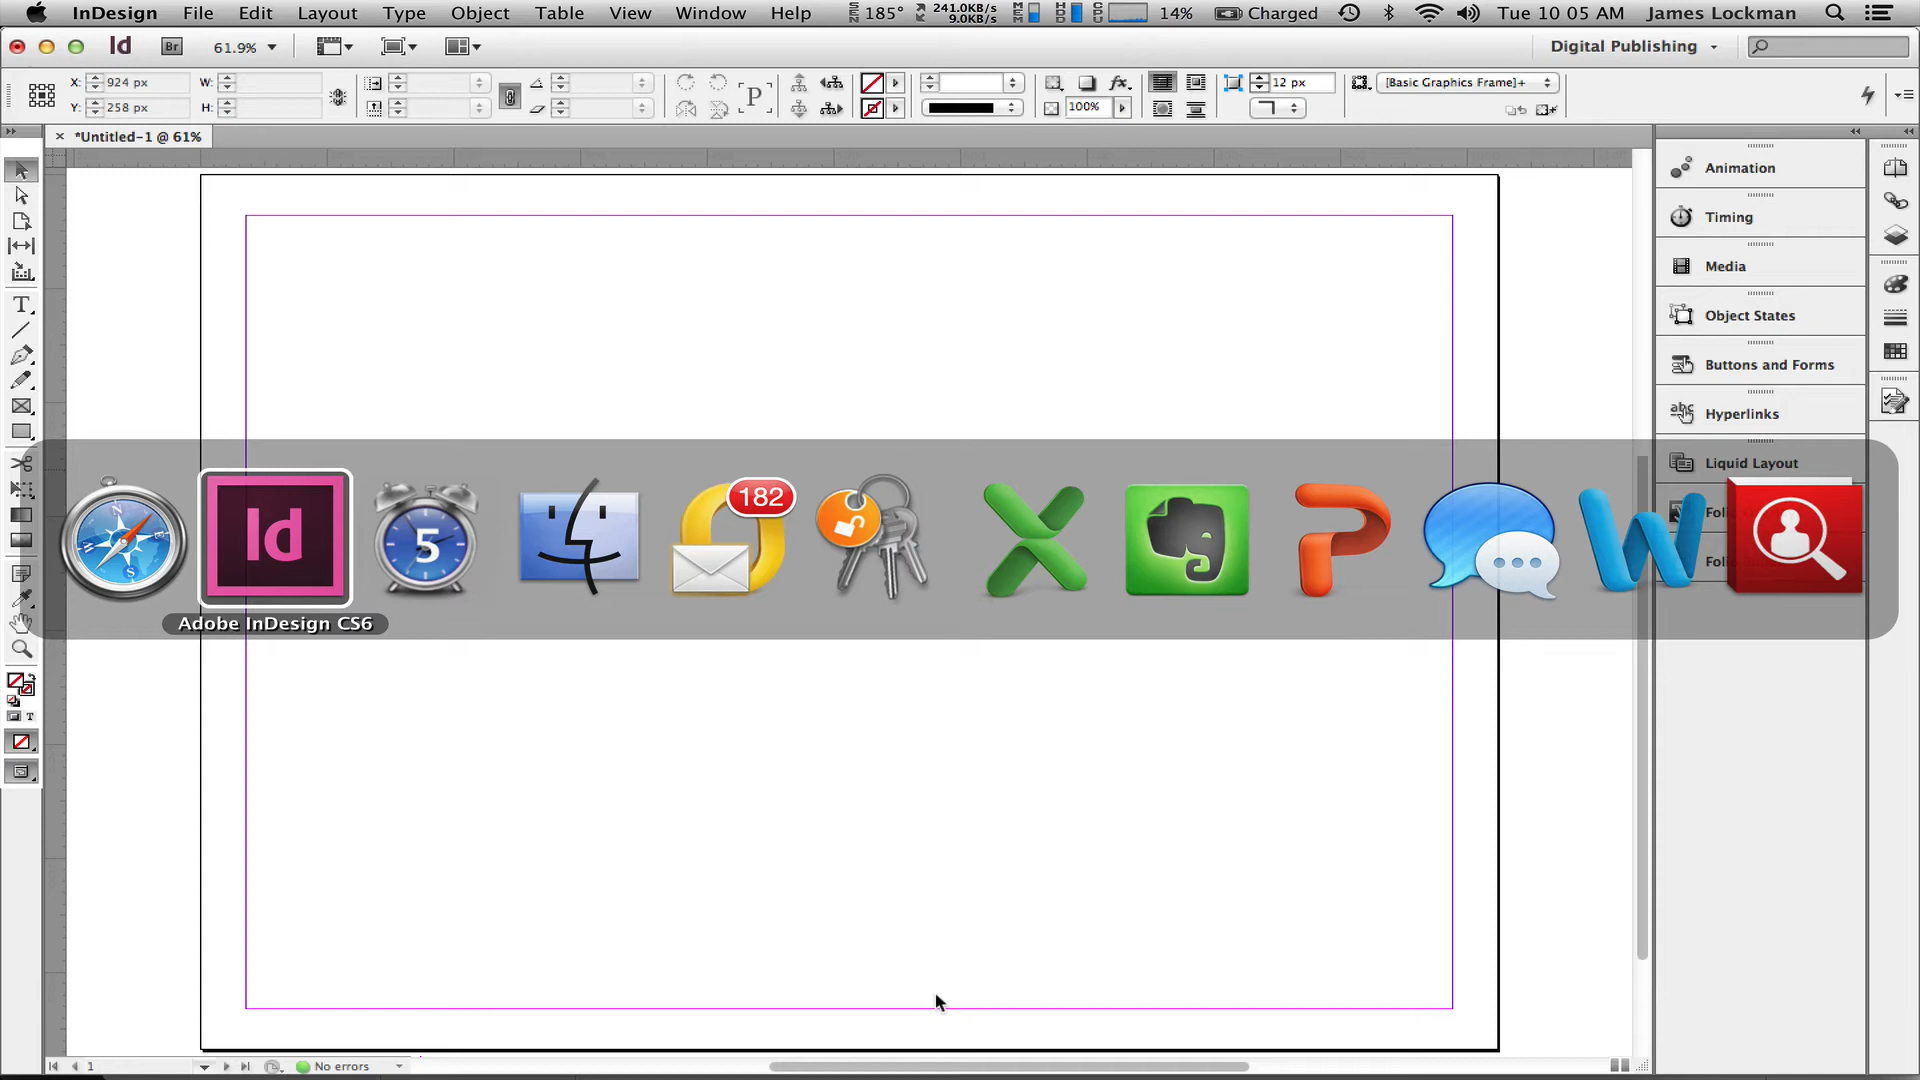 InDesign File Edit Layout Type Object Table View Window Help 185° 241.0KB/s 9.0KB/s 14% Charged Tue 10 05 AM James Lockman
Id Br 61.9% Digital Publishing
X: 924 px W: 12 px [Basic Graphics Frame]+
Y: 258 px H: 100%
P
fx
*Untitled-1 @ 61%
Animation
Timing
Media
Object States
Buttons and Forms
Hyperlinks
Liquid Layout
Id
5
182
Adobe InDesign CS6
T
1 No errors